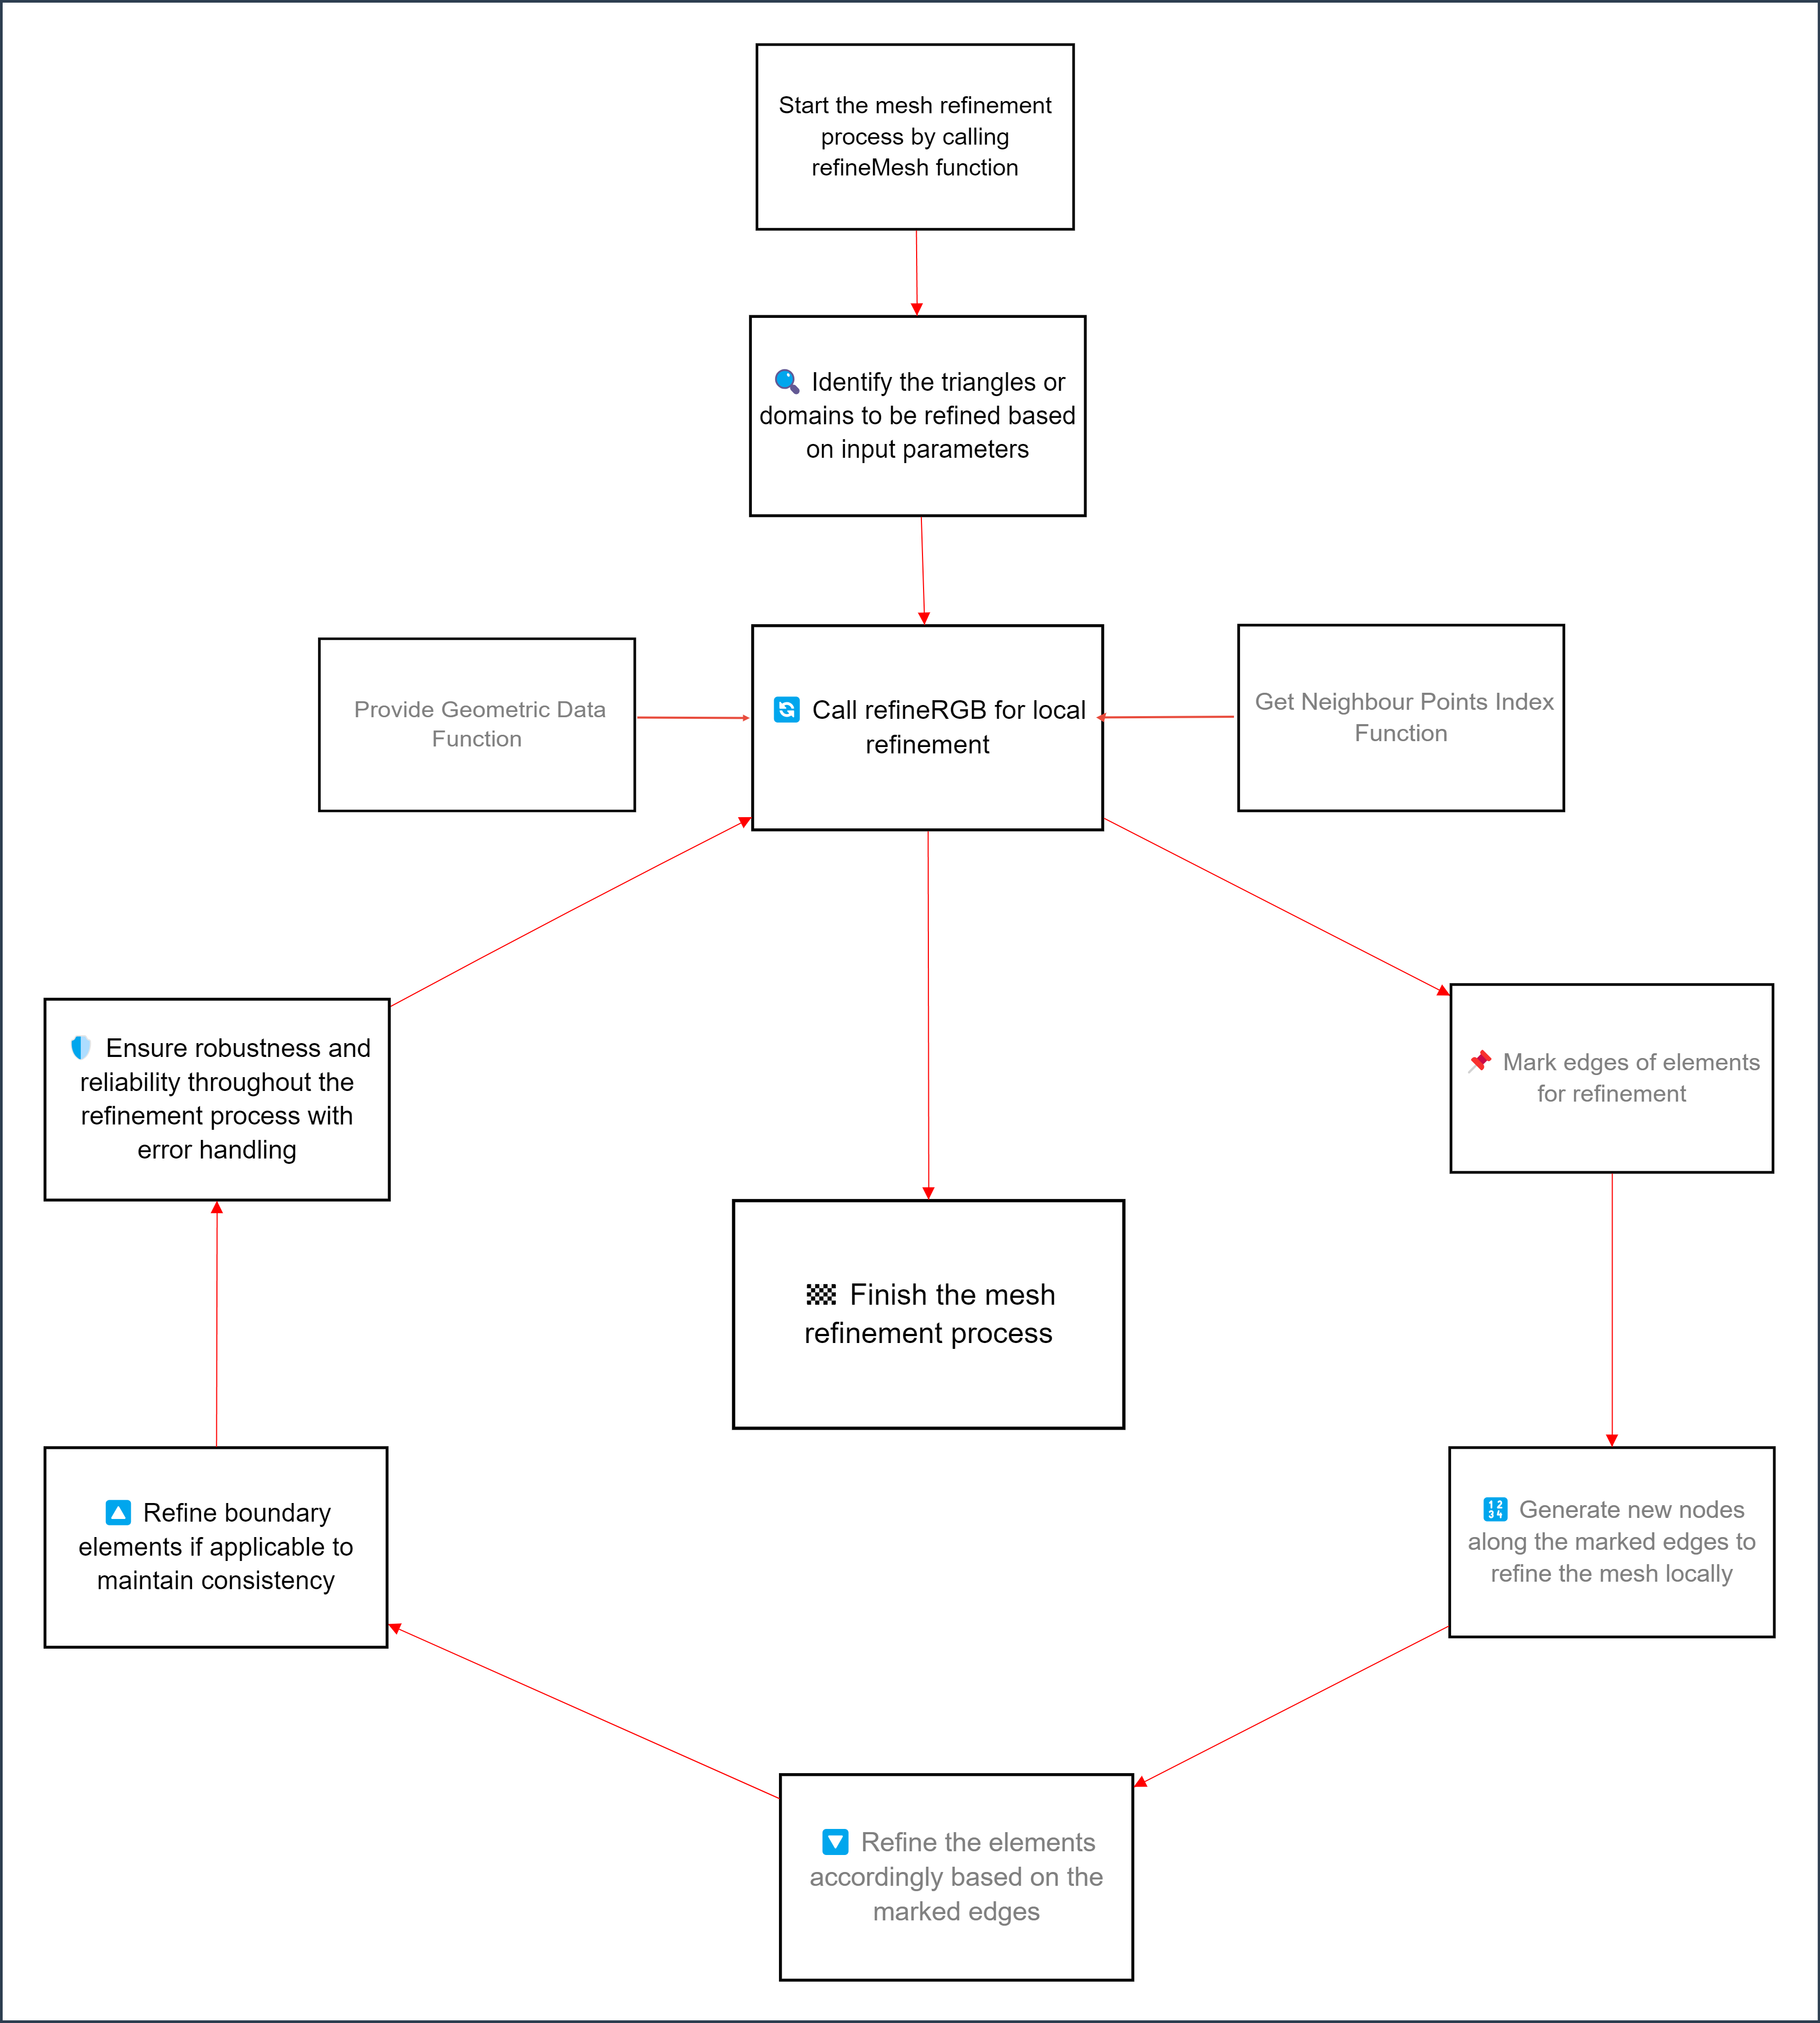 Start the mesh refinement
process by calling
refineMesh function
Identify the triangles or
domains to be refined based
on input parameters
Provide Geometric Data
Function
Call refineRGB for local
refinement
Get Neighbour Points Index
Function
Ensure robustness and
reliability throughout the
refinement process with
error handling
Mark edges of elements
for refinement
Finish the mesh
refinement process
Refine boundary
elements if applicable to
maintain consistency
1 2
3 4
Generate new nodes
along the marked edges to
refine the mesh locally
Refine the elements
accordingly based on the
marked edges